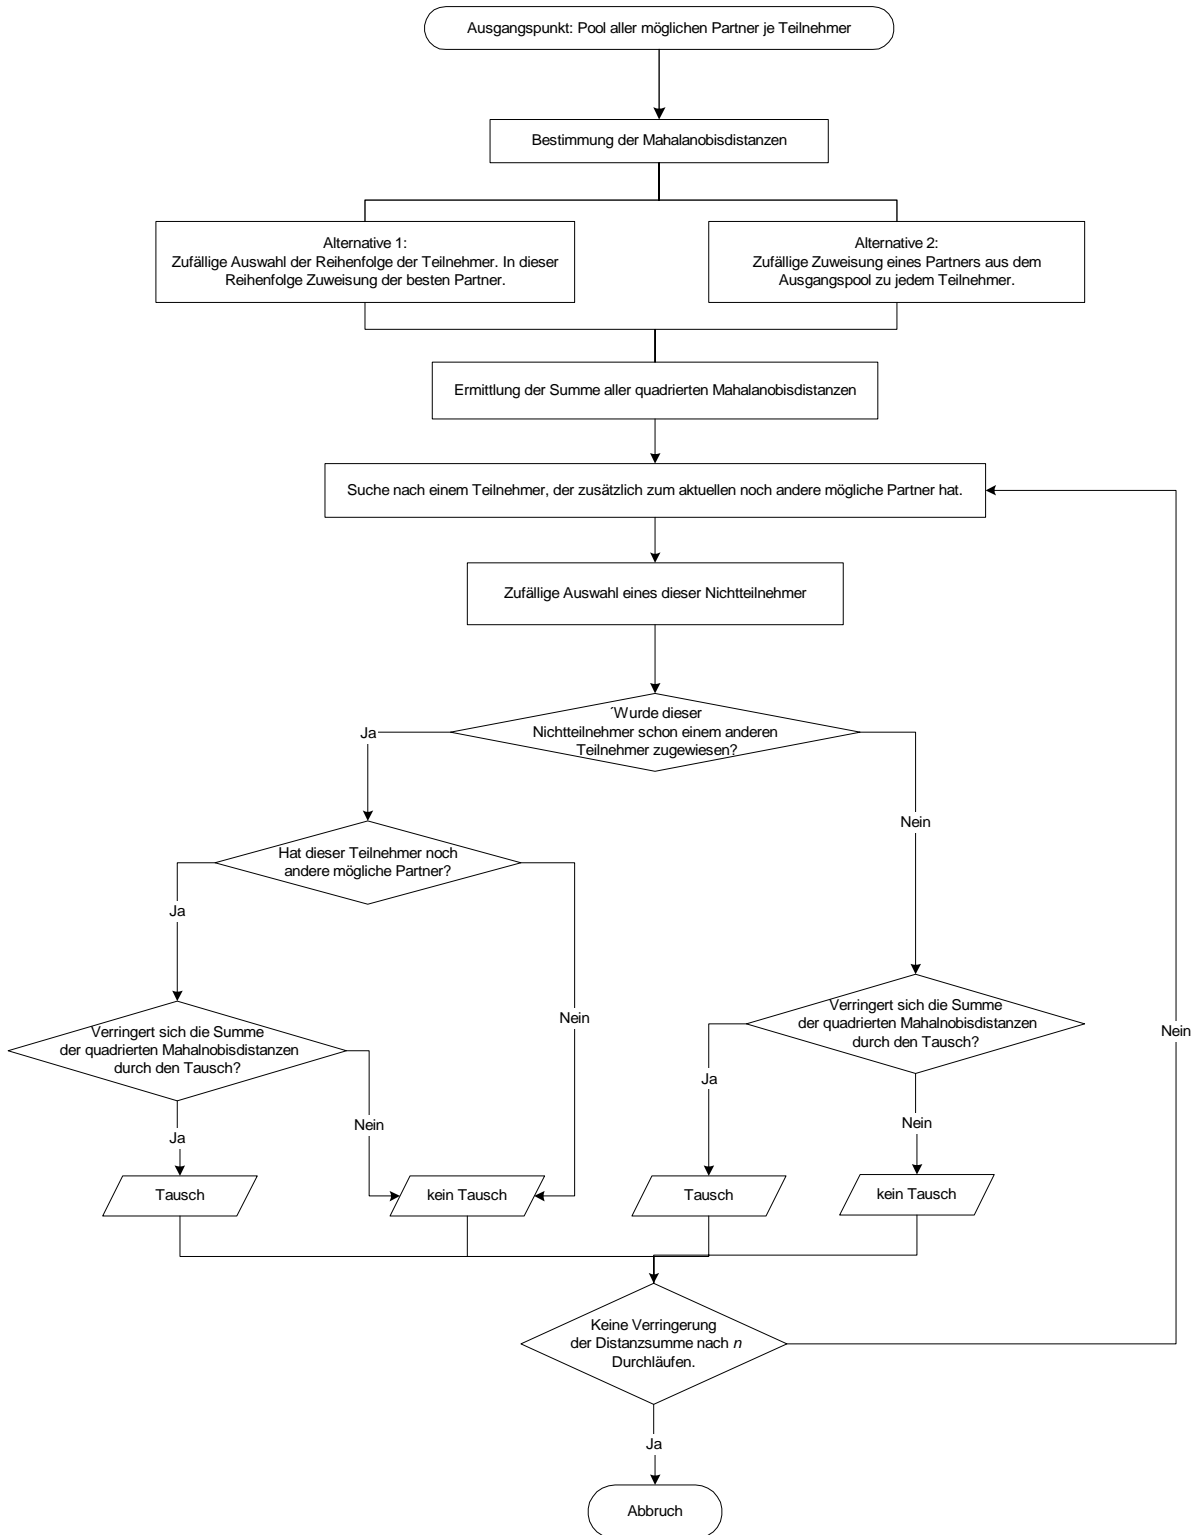 Ausgangspunkt: Pool aller möglichen Partner je Teilnehmer
Bestimmung der Mahalanobisdistanzen
Alternative 1:
Zufällige Auswahl der Reihenfolge der Teilnehmer. In dieser
Reihenfolge Zuweisung der besten Partner.
Alternative 2:
Zufällige Zuweisung eines Partners aus dem
Ausgangspool zu jedem Teilnehmer.
Ermittlung der Summe aller quadrierten Mahalanobisdistanzen
Suche nach einem Teilnehmer, der zusätzlich zum aktuellen noch andere mögliche Partner hat.
Zufällige Auswahl eines dieser Nichtteilnehmer
´Wurde dieser
Nichtteilnehmer schon einem anderen
Teilnehmer zugewiesen?
Ja
Nein
Hat dieser Teilnehmer noch
andere mögliche Partner?
Ja
Nein
Verringert sich die Summe
der quadrierten Mahalnobisdistanzen
durch den Tausch?
Verringert sich die Summe
der quadrierten Mahalnobisdistanzen
durch den Tausch?
Nein
Ja
Nein
Ja
Nein
Tausch
kein Tausch
Tausch
kein Tausch
Keine Verringerung
der Distanzsumme nach n
Durchläufen.
Ja
Abbruch